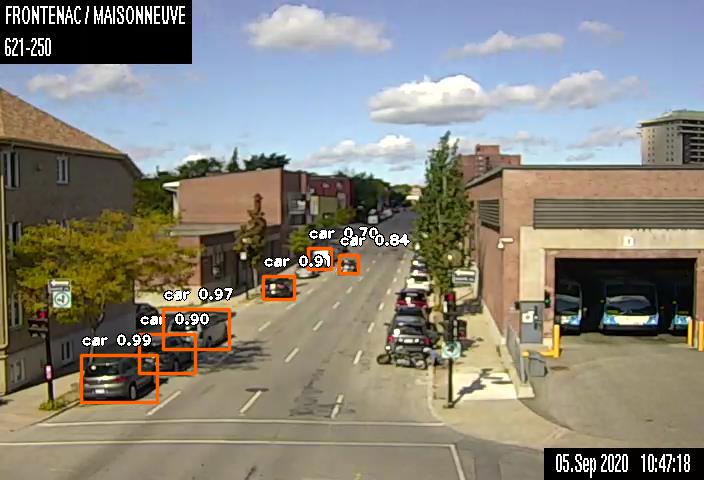 FRONTENAC / MAISONNEUVE
621-250
car 0.70
car 0.84
car 0.91
car 0.97
car 0.90
car 0.99
05.Sep 2020 10:47:18